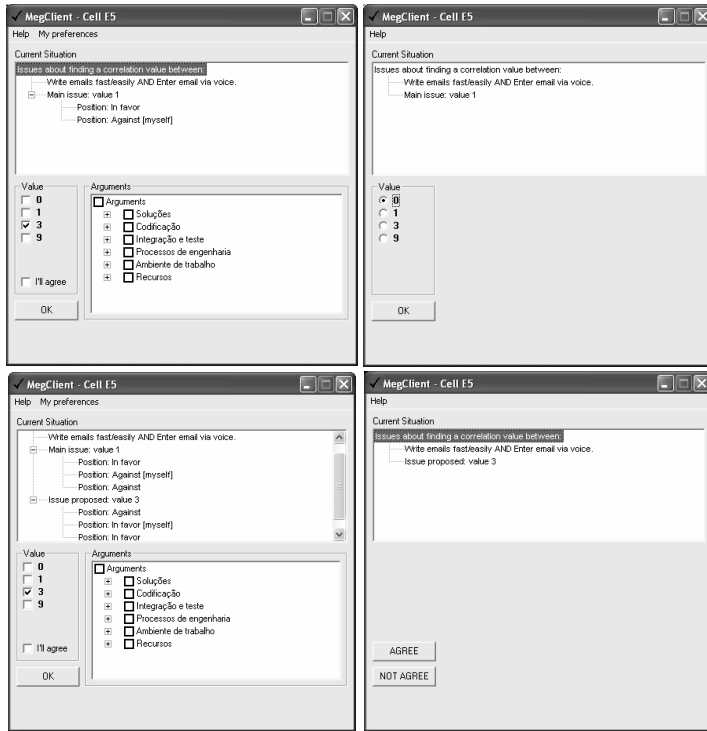 MegClient - Cell E5
Help My preferences
Current Situation
Issues about finding a correlation value between:
Write emails fast/easily AND Enter email via voice.
Main issue: value 1
Position: In favor
Position: Against [myself]
Value
0
1
3
9
I'll agree
OK
Arguments
Arguments
Soluções
Codificação
Integração e teste
Processos de engenharia
Ambiente de trabalho
Recursos
MegClient - Cell E5
Help
Current Situation
Issues about finding a correlation value between:
Write emails fast/easily AND Enter email via voice.
Main issue: value 1
Value
0
1
3
9
OK
MegClient - Cell E5
Help My preferences
Current Situation
Write emails fast/easily AND Enter email via voice.
Main issue: value 1
Position: In favor
Position: Against [myself]
Position: Against
Issue proposed: value 3
Position: Against
Position: In favor [myself]
Position: In favor
Value
0
1
3
9
I'll agree
OK
Arguments
Arguments
Soluções
Codificação
Integração e teste
Processos de engenharia
Ambiente de trabalho
Recursos
MegClient - Cell E5
Help
Current Situation
Issues about finding a correlation value between:
Write emails fast/easily AND Enter email via voice.
Issue proposed: value 3
AGREE
NOT AGREE